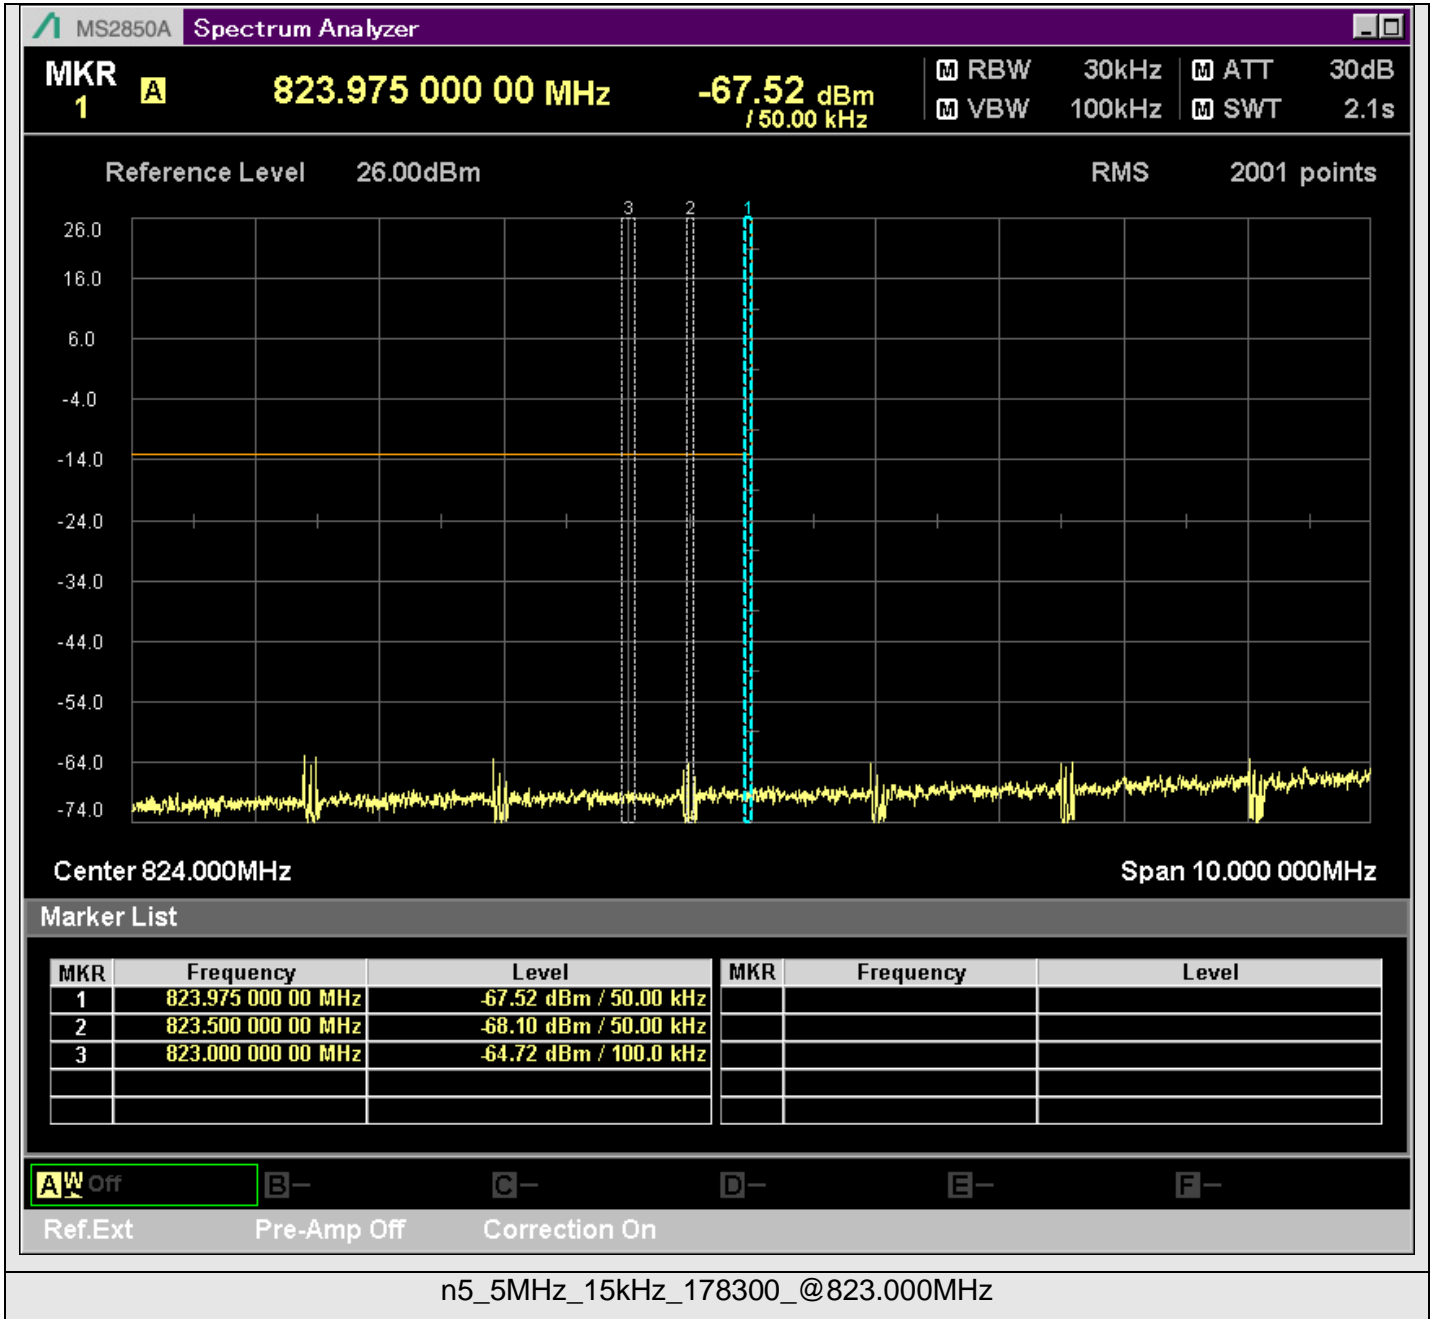 MS2850A Spectrum Analyzer
MKR 1 A 823.975 000 00 MHz -67.52 dBm / 50.00 kHz
M RBW 30kHz M ATT 30dB
M VBW 100kHz M SWT 2.1s
Reference Level 26.00dBm RMS 2001 points
3 2 1
26.0
16.0
6.0
-4.0
-14.0
-24.0
-34.0
-44.0
-54.0
-64.0
-74.0
Center 824.000MHz Span 10.000 000MHz
Marker List
MKR Frequency Level MKR Frequency Level
1 823.975 000 00 MHz -67.52 dBm / 50.00 kHz
2 823.500 000 00 MHz -68.10 dBm / 50.00 kHz
3 823.000 000 00 MHz -64.72 dBm / 100.0 kHz
A W Off B - C - D - E - F -
Ref.Ext Pre-Amp Off Correction On
n5_5MHz_15kHz_178300_@823.000MHz